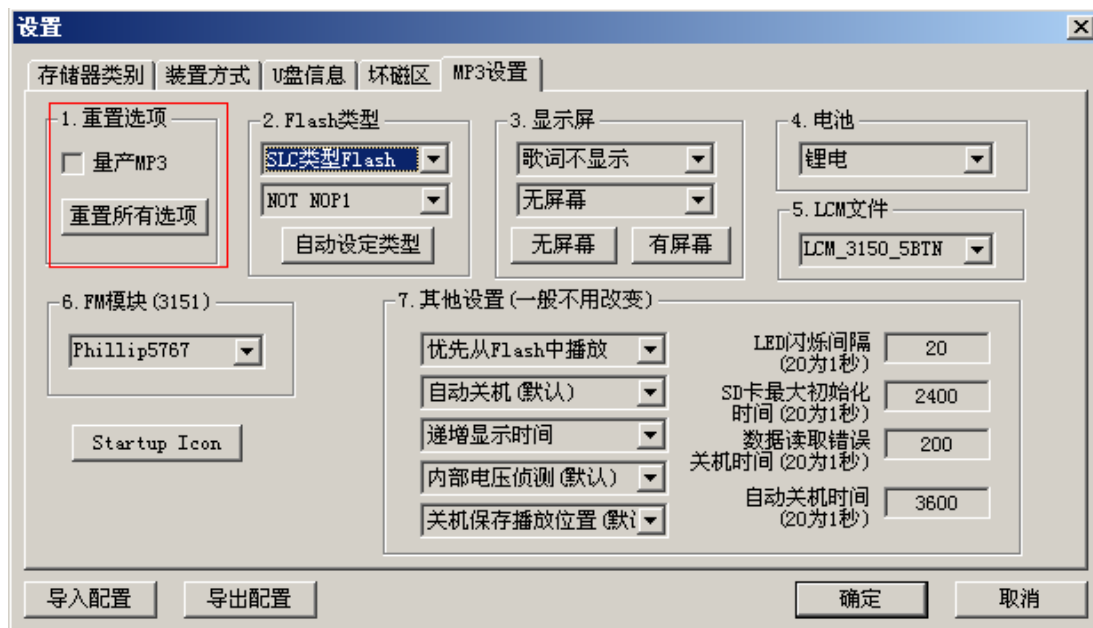 设置
存储器类别 装置方式 U盘信息 坏磁区 MP3设置
1.重置选项
量产MP3
重置所有选项
2.Flash类型
SLC类型Flash
NOT NOP1
自动设定类型
3.显示屏
歌词不显示
无屏幕
无屏幕 有屏幕
4.电池
锂电
5.LCM文件
LCM_3150_5BTN
6.FM模块(3151)
Phillip5767
Startup Icon
7.其他设置(一般不用改变)
优先从Flash中播放
自动关机(默认)
递增显示时间
内部电压侦测(默认)
关机保存播放位置(默
LED闪烁间隔
(20为1秒)
20
SD卡最大初始化
时间(20为1秒)
2400
数据读取错误
关机时间(20为1秒)
200
自动关机时间
(20为1秒)
3600
导入配置 导出配置 确定 取消